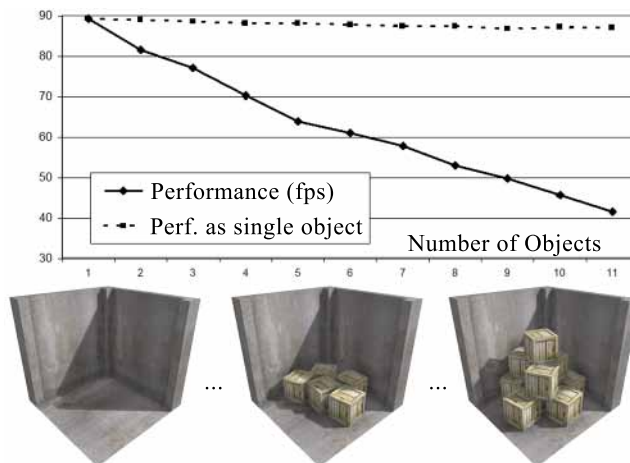 90
80
70
60
50
40
30
Performance (fps)
Perf. as single object
Number of Objects
1 2 3 4 5 6 7 8 9 10 11
... ...